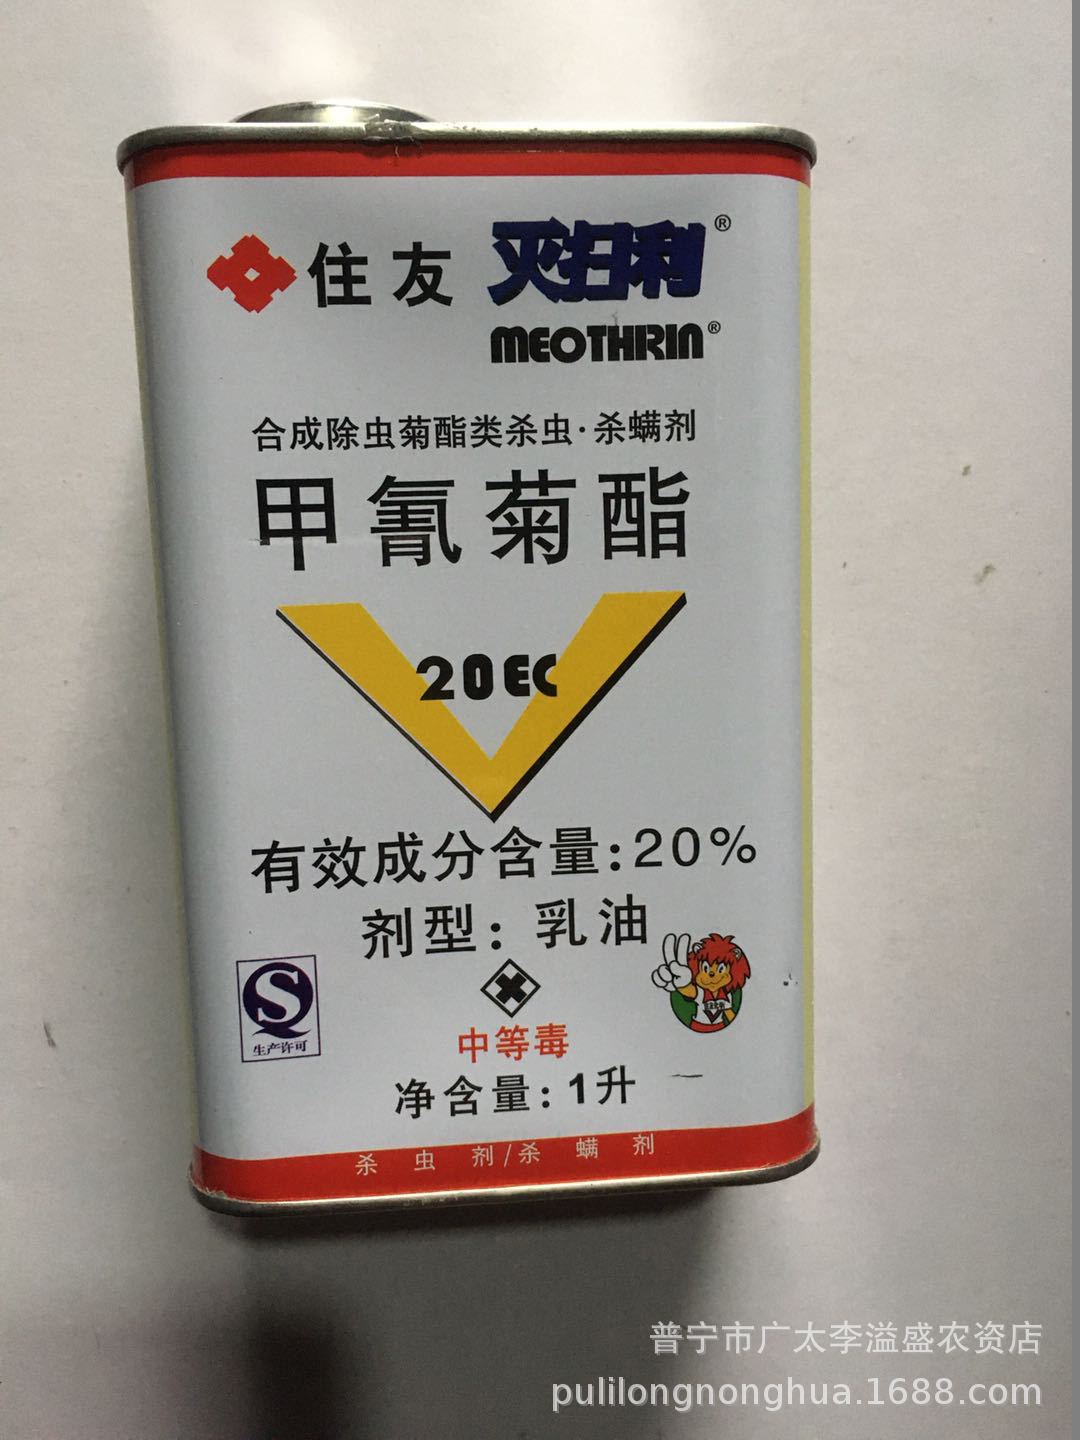 住友 灭扫利®
MEOTHRIN®
合成除虫菊酯类杀虫·杀螨剂
甲氰菊酯
20EC
有效成分含量:20%
剂型：乳油
生产许可
中等毒
净含量：1升
杀虫剂/杀螨剂
普宁市广太李溢盛农资店
pulilongnonghua.1688.com